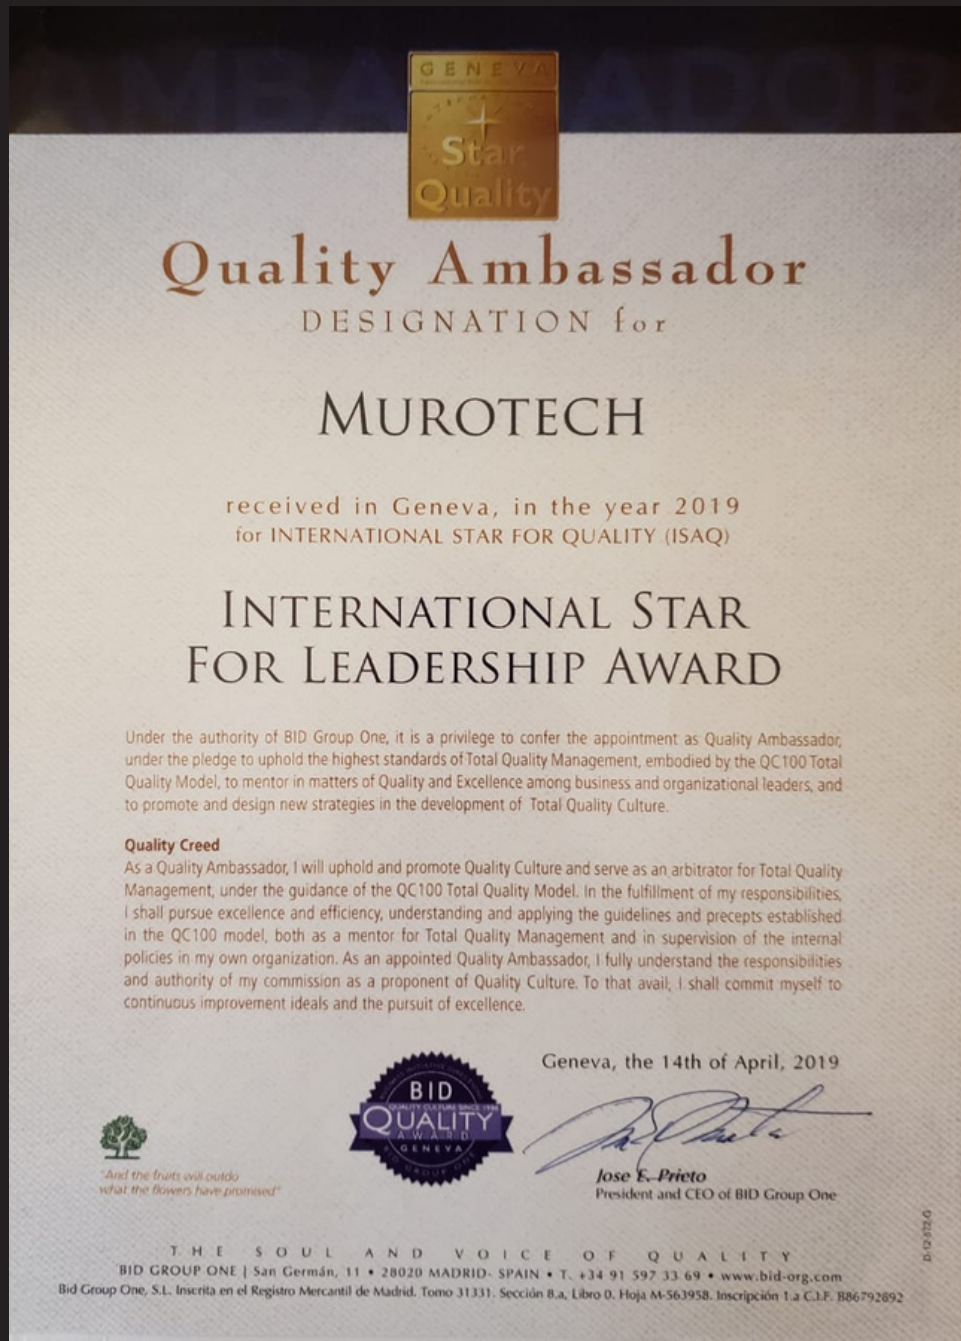 AMBASSADOR
GENEVA
Star
Quality
Quality Ambassador
DESIGNATION for
MUROTECH
received in Geneva, in the year 2019
for INTERNATIONAL STAR FOR QUALITY (ISAQ)
INTERNATIONAL STAR
FOR LEADERSHIP AWARD
Under the authority of BID Group One, it is a privilege to confer the appointment as Quality Ambassador,
under the pledge to uphold the highest standards of Total Quality Management, embodied by the QC100 Total
Quality Model, to mentor in matters of Quality and Excellence among business and organizational leaders, and
to promote and design new strategies in the development of Total Quality Culture.
Quality Creed
As a Quality Ambassador, I will uphold and promote Quality Culture and serve as an arbitrator for Total Quality
Management, under the guidance of the QC100 Total Quality Model. In the fulfillment of my responsibilities,
I shall pursue excellence and efficiency, understanding and applying the guidelines and precepts established
in the QC100 model, both as a mentor for Total Quality Management and in supervision of the internal
policies in my own organization. As an appointed Quality Ambassador, I fully understand the responsibilities
and authority of my commission as a proponent of Quality Culture. To that avail, I shall commit myself to
continuous improvement ideals and the pursuit of excellence.
Geneva, the 14th of April, 2019
BID
QUALITY CULTURE SINCE 1986
QUALITY
AWARD
GENEVA
BID GROUP ONE
"And the fruits will outdo
what the flowers have promised"
Jose E. Prieto
President and CEO of BID Group One
THE SOUL AND VOICE OF QUALITY
BID GROUP ONE | San Germán, 11 • 28020 MADRID- SPAIN • T. +34 91 597 33 69 • www.bid-org.com
Bid Group One, S.L. Inscrita en el Registro Mercantil de Madrid. Tomo 31331. Sección 8.a, Libro 0. Hoja M-563958. Inscripción 1.a C.I.F. B86792892